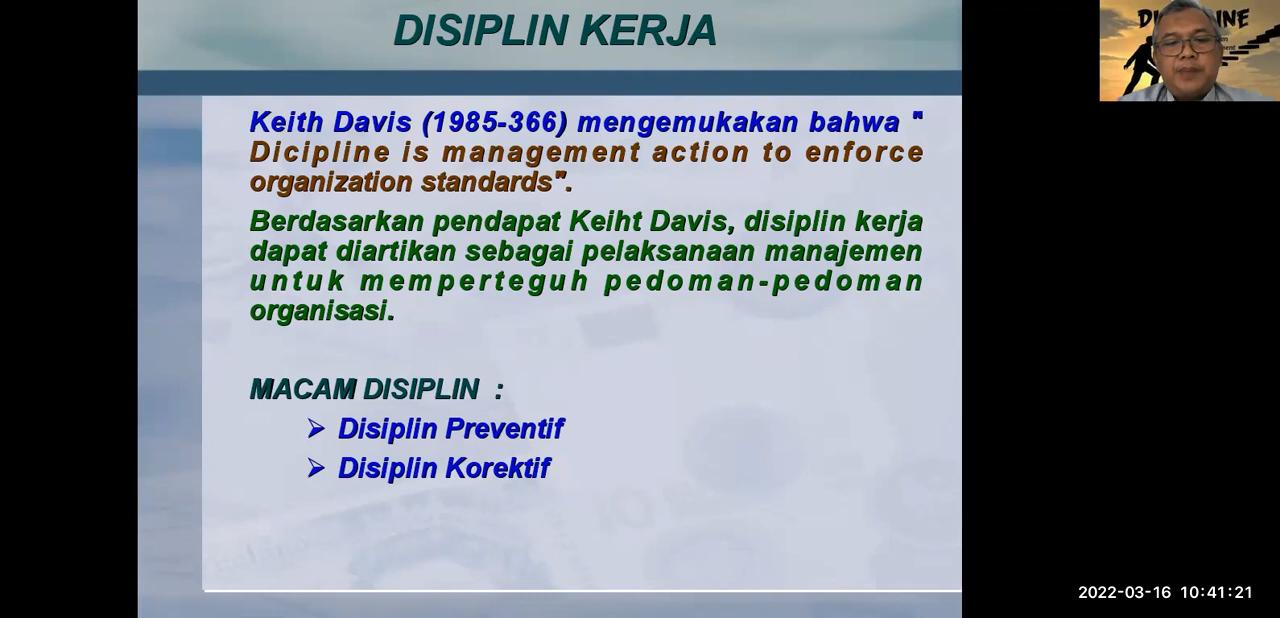 DISIPLIN KERJA
Keith Davis (1985-366) mengemukakan bahwa "
Dicipline is management action to enforce
organization standards".
Berdasarkan pendapat Keiht Davis, disiplin kerja
dapat diartikan sebagai pelaksanaan manajemen
untuk memperteguh pedoman-pedoman
organisasi.
MACAM DISIPLIN :
➢ Disiplin Preventif
➢ Disiplin Korektif
2022-03-16 10:41:21